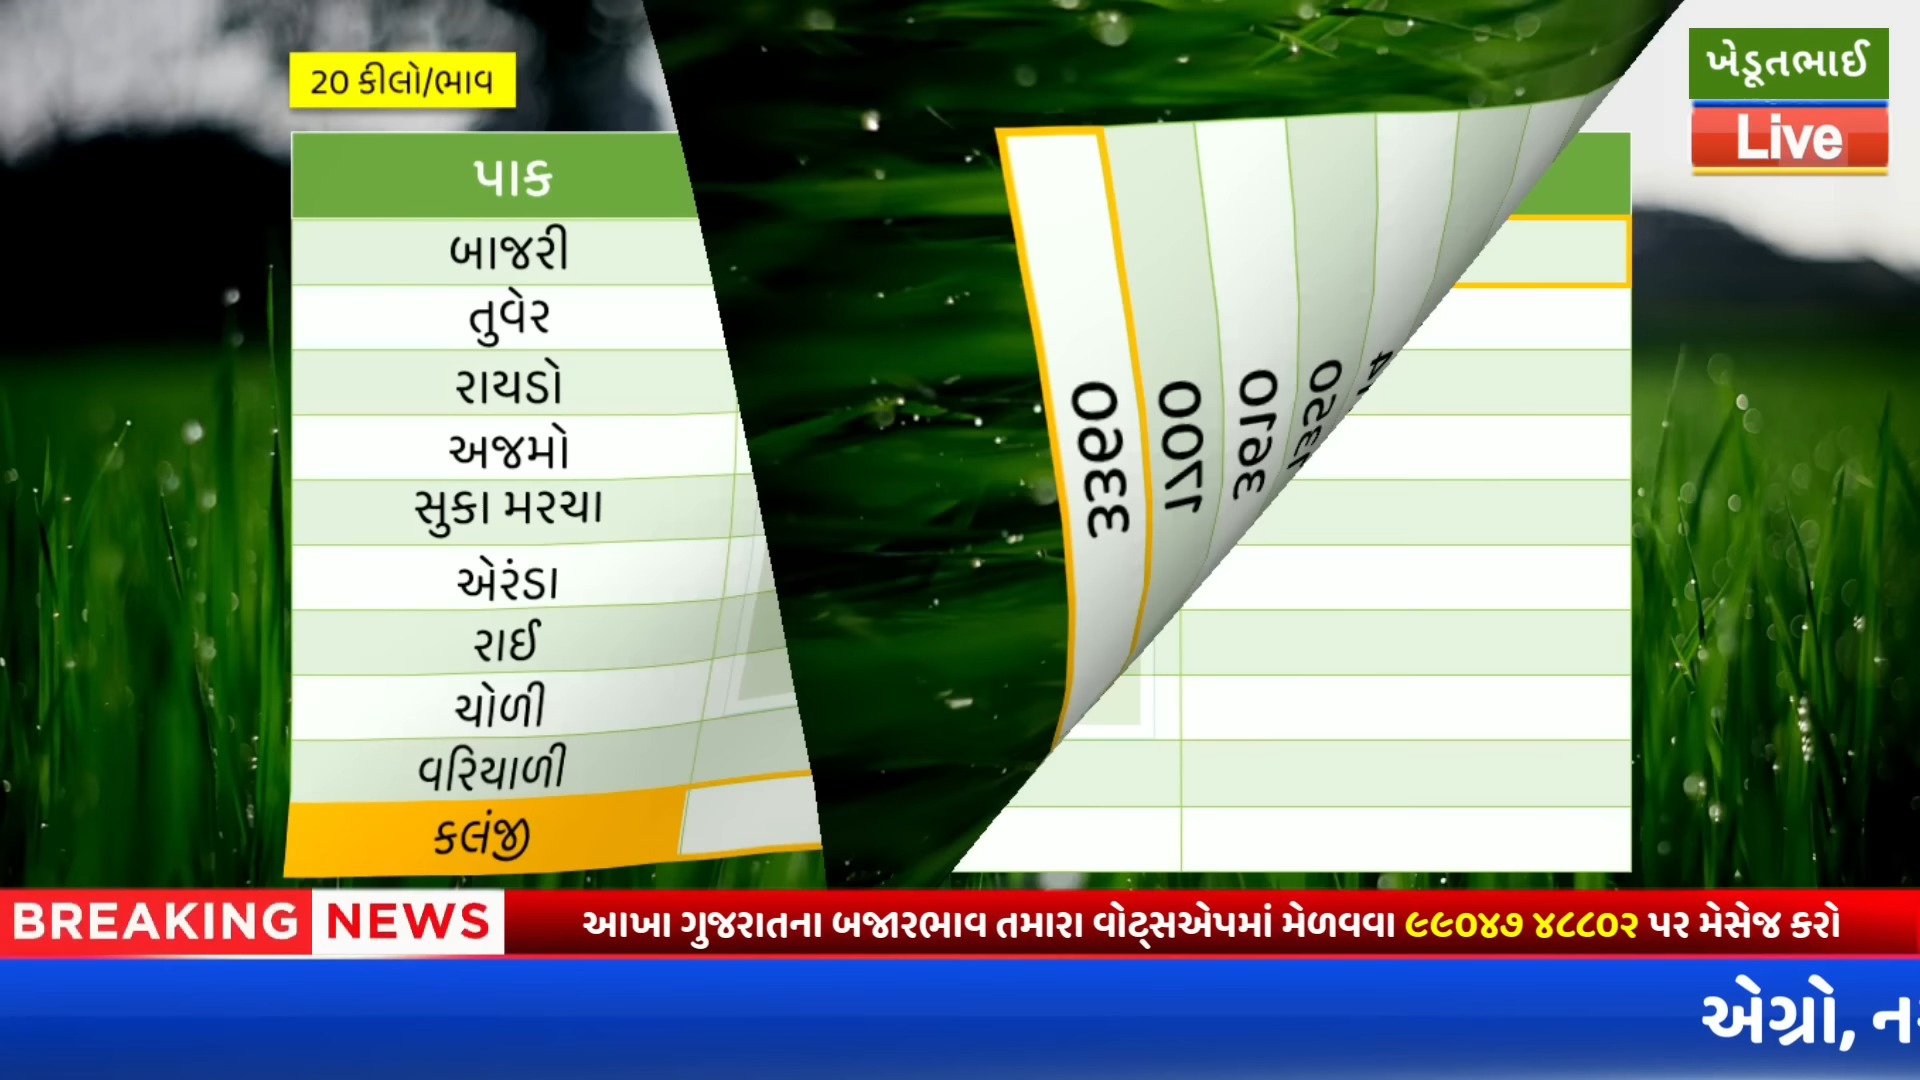 20 કીલો/ભાવ
ખેડૂતભાઈ
Live
પાક
બાજરી
તુવેર
રાયડો
અજમો
સુકા મરચા
એરંડા
રાઈ
ચોળી
વરિયાળી
કલંજી
BREAKING NEWS
આખા ગુજરાતના બજારભાવ તમારા વોટ્સએપમાં મેળવવા ૯૯૦૪૭ ૪૮૮૦૨ પર મેસેજ કરો
એગ્રો,